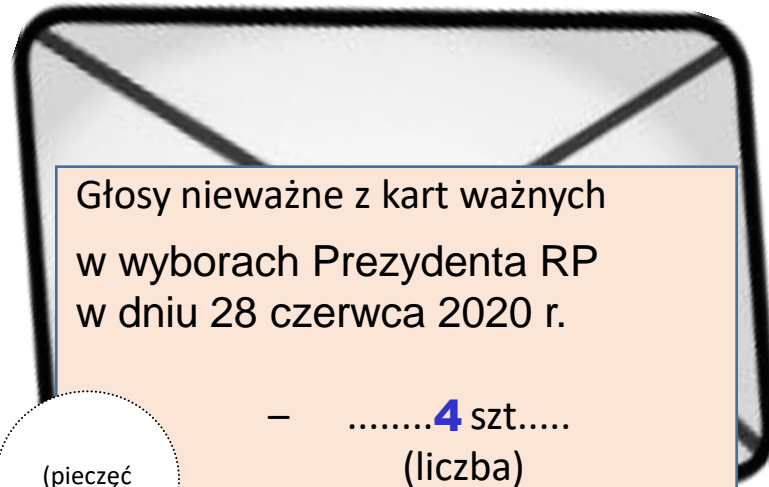 Głosy nieważne z kart ważnych
w wyborach Prezydenta RP
w dniu 28 czerwca 2020 r.
– ........4 szt.....
(liczba)
(pieczęć